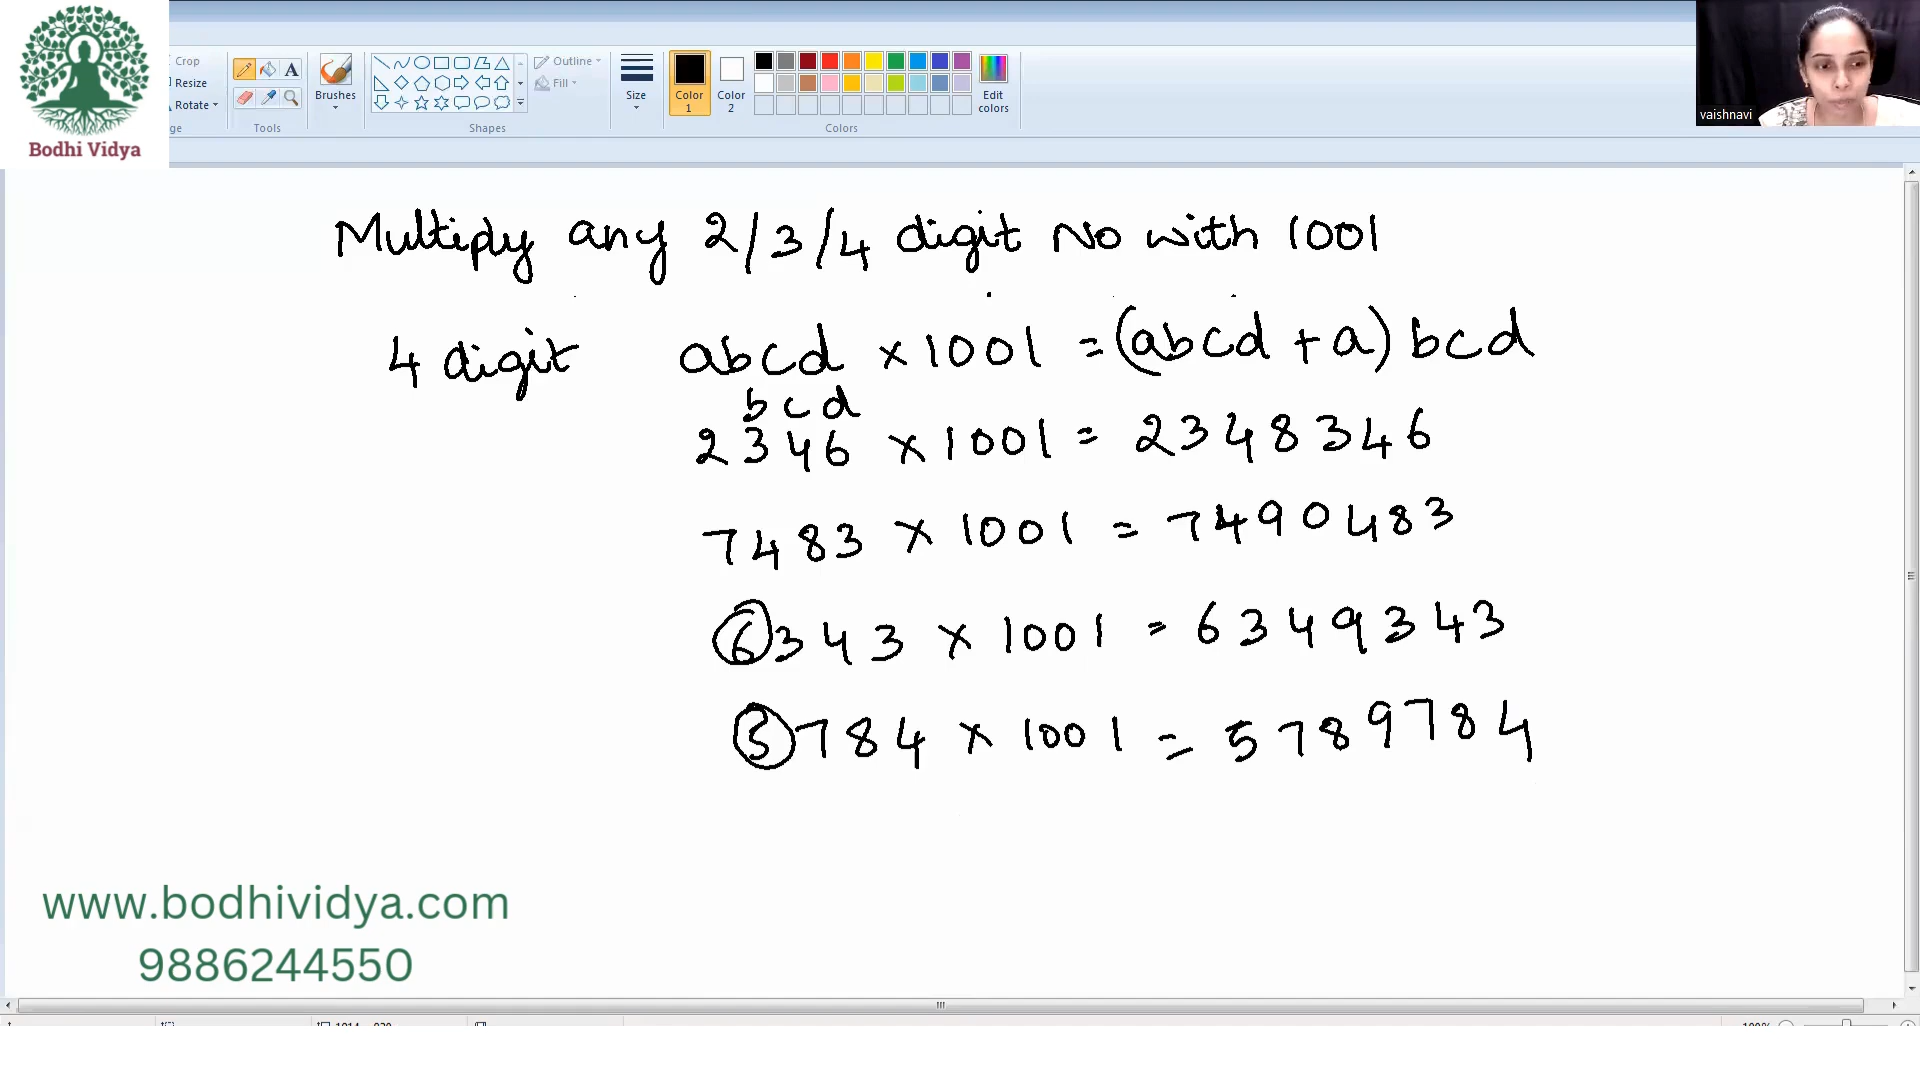 Crop
Resize
Rotate
ge
Tools
Brushes
Shapes
Outline
Fill
Size
Color 1
Color 2
Edit colors
Colors
vaishnavi
Bodhi Vidya
Multiply any 2/3/4 digit No with 1001
4 digit abcd × 1001 = (abcd + a) bcd
bcd
2346 × 1001 = 2348346
7483 × 1001 = 7490483
6343 × 1001 = 6349343
5784 × 1001 = 5789784
www.bodhividya.com
9886244550